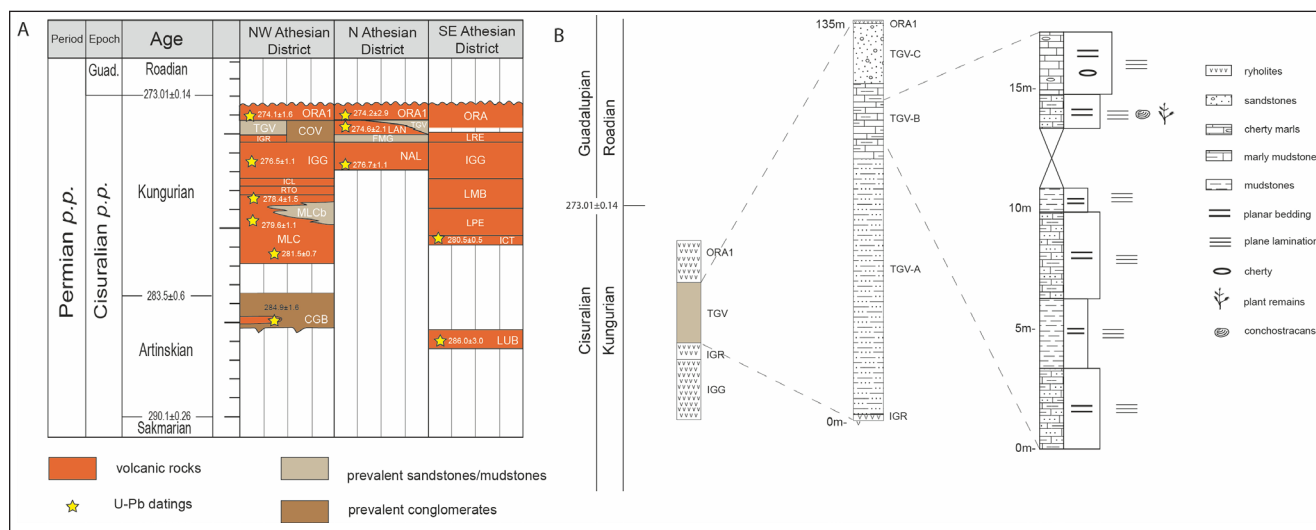 A
Period
Epoch
Age
NW Athesian
District
N Athesian
District
SE Athesian
District
Guad.
Roadian
273.01±0.14
Permian p.p.
Cisuralian p.p.
Kungurian
283.5±0.6
Artinskian
290.1±0.26
Sakmarian
274.1±1.6
ORA1
TGV
COV
IGR
276.5±1.1
IGG
ICL
RTO
278.4±1.5
MLCb
279.6±1.1
MLC
281.5±0.7
284.9±1.6
CGB
274.2±2.9
ORA1
274.6±2.1
LAN
TGV
FMG
NAL
276.7±1.1
ORA
LRE
IGG
LMB
LPE
280.5±0.5
ICT
286.0±3.0
LUB
volcanic rocks
U-Pb datings
prevalent sandstones/mudstones
prevalent conglomerates
B
Guadalupian
Roadian
273.01±0.14
Cisuralian
Kungurian
ORA1
TGV
IGR
IGG
135m
ORA1
TGV-C
TGV-B
TGV-A
0m-
IGR
15m-
10m-
5m-
0m-
ryholites
sandstones
cherty marls
marly mudstone
mudstones
planar bedding
plane lamination
cherty
plant remains
conchostracans